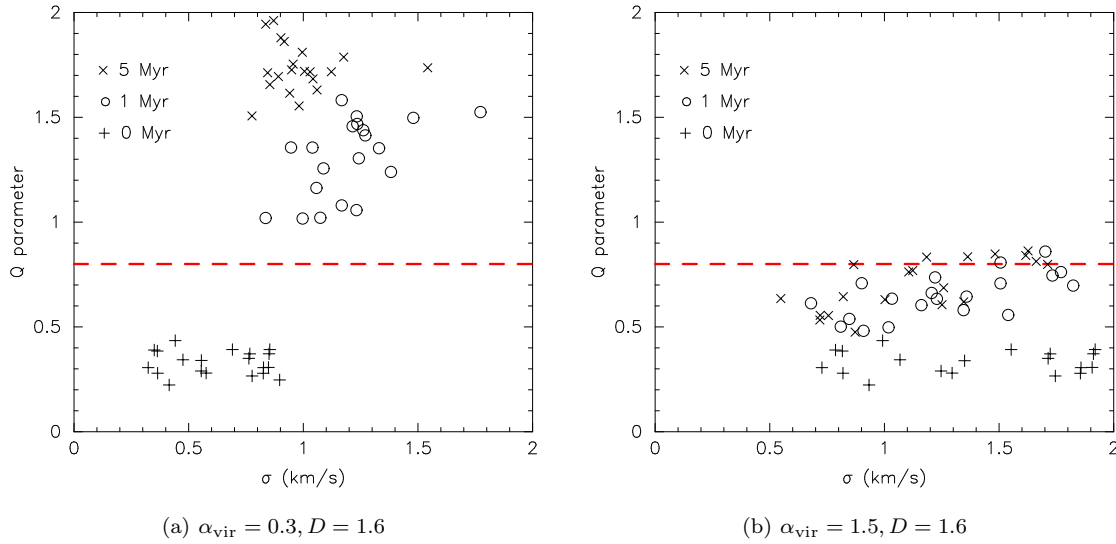 2
1.5
1
0.5
0
Q parameter
× 5 Myr
○ 1 Myr
+ 0 Myr
0 0.5 1 1.5 2
σ (km/s)
(a) α_vir = 0.3, D = 1.6
2
1.5
1
0.5
0
Q parameter
× 5 Myr
○ 1 Myr
+ 0 Myr
0 0.5 1 1.5 2
σ (km/s)
(b) α_vir = 1.5, D = 1.6